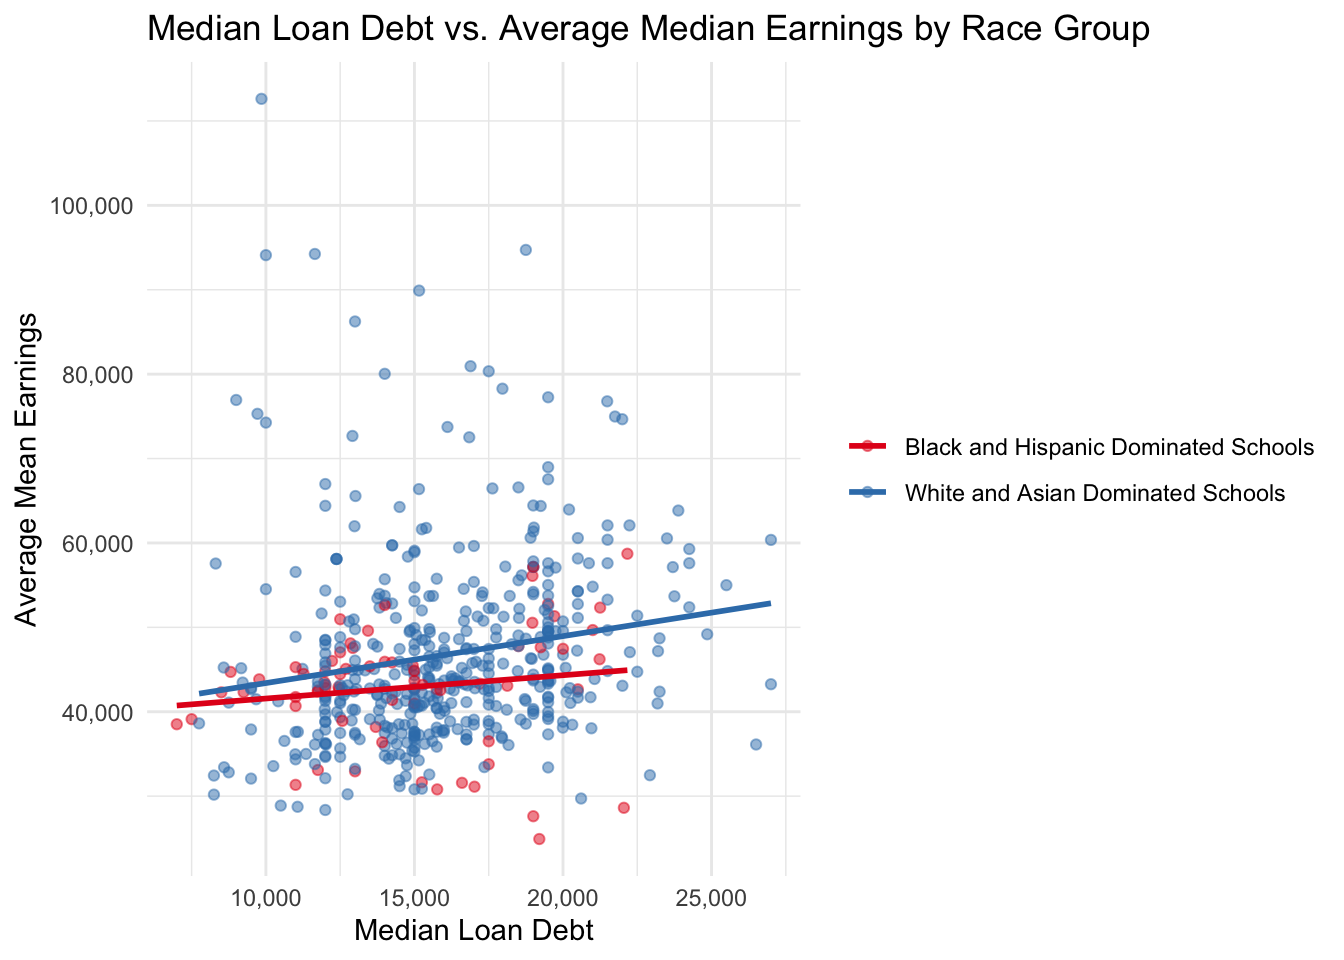 Median Loan Debt vs. Average Median Earnings by Race Group
Average Mean Earnings
100,000
80,000
60,000
40,000
10,000 15,000 20,000 25,000
Median Loan Debt
Black and Hispanic Dominated Schools
White and Asian Dominated Schools